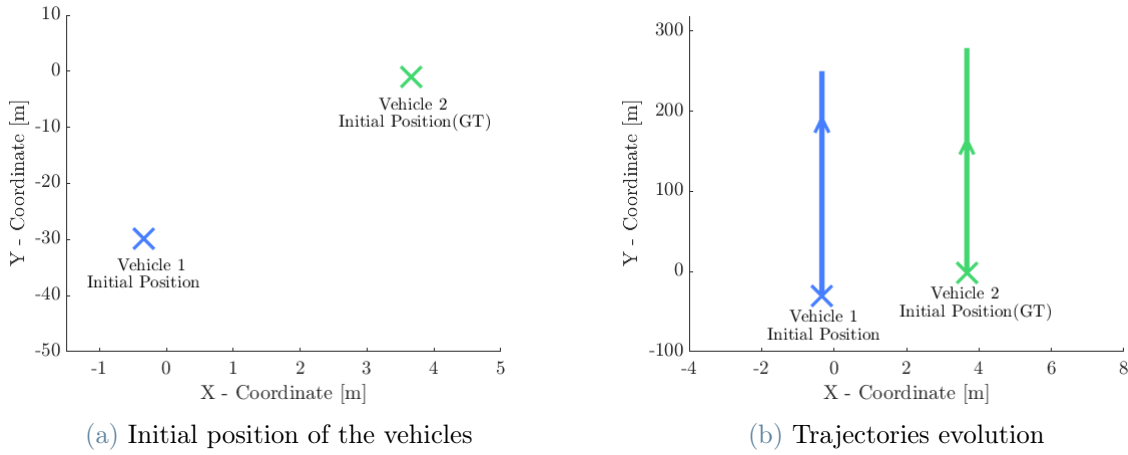 10
0
-10
-20
-30
-40
-50
Y - Coordinate [m]
Vehicle 2
Initial Position(GT)
Vehicle 1
Initial Position
-1
0
1
2
3
4
5
X - Coordinate [m]
(a) Initial position of the vehicles
300
200
100
0
-100
Y - Coordinate [m]
Vehicle 2
Initial Position(GT)
Vehicle 1
Initial Position
-4
-2
0
2
4
6
8
X - Coordinate [m]
(b) Trajectories evolution